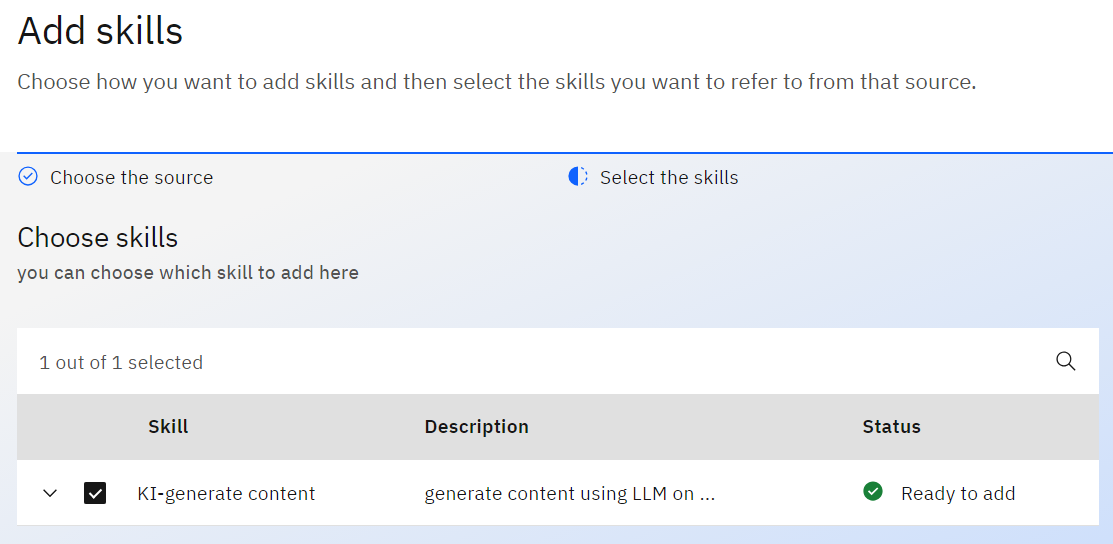 Add skills
Choose how you want to add skills and then select the skills you want to refer to from that source.
Choose the source
Select the skills
Choose skills
you can choose which skill to add here
1 out of 1 selected
Skill Description Status
KI-generate content generate content using LLM on ... Ready to add